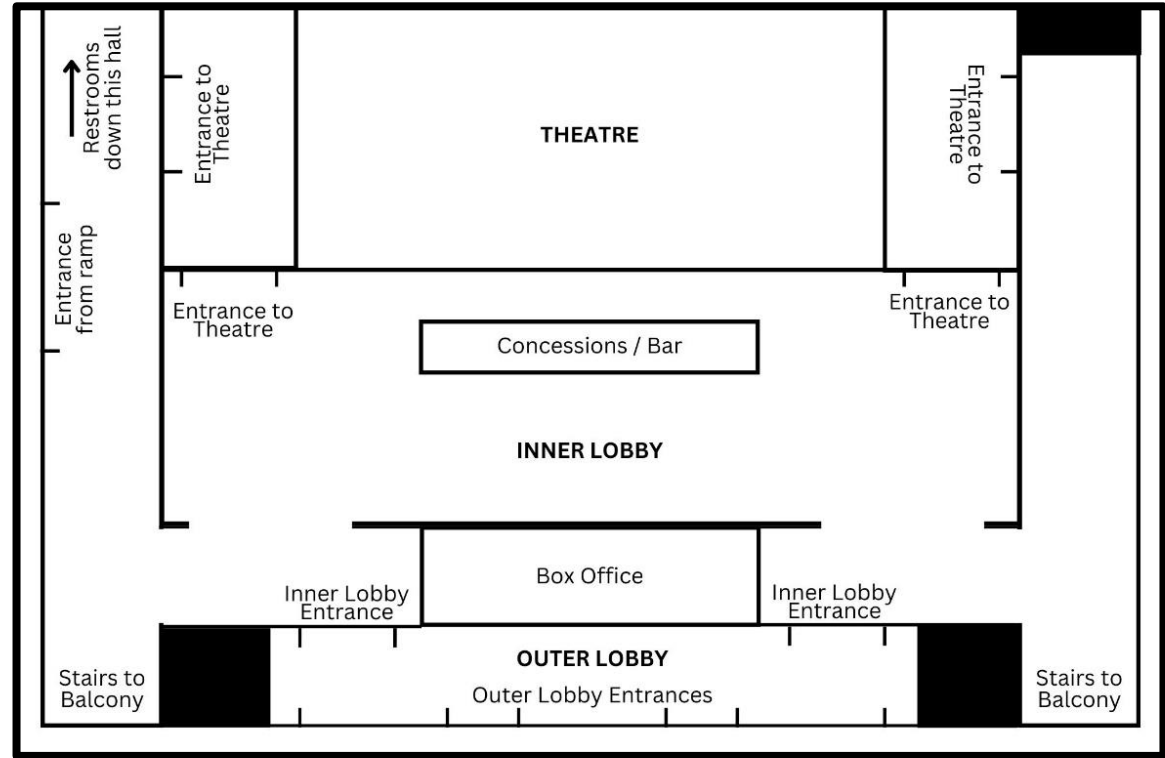 Restrooms
down this hall
Entrance to
Theatre
THEATRE
Entrance to
Theatre
Entrance
from ramp
Entrance to
Theatre
Entrance to
Theatre
Concessions / Bar
INNER LOBBY
Box Office
Inner Lobby
Entrance
Inner Lobby
Entrance
OUTER LOBBY
Outer Lobby Entrances
Stairs to
Balcony
Stairs to
Balcony